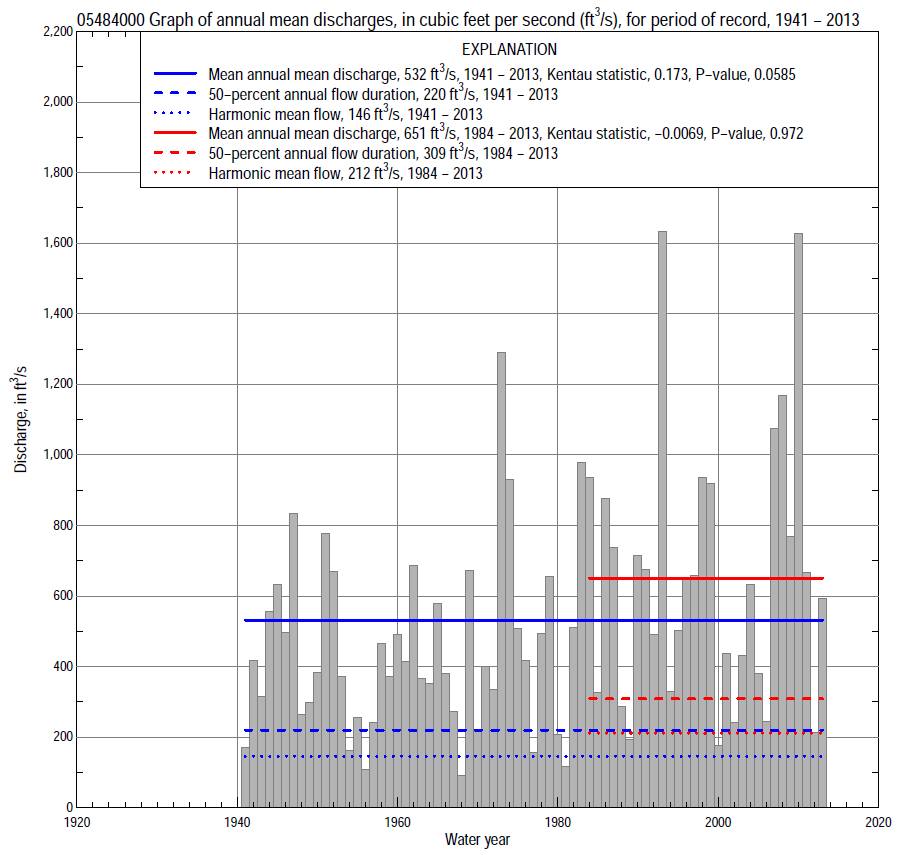 05484000 Graph of annual mean discharges, in cubic feet per second (ft³/s), for period of record, 1941 – 2013
EXPLANATION
Mean annual mean discharge, 532 ft³/s, 1941 – 2013, Kentau statistic, 0.173, P–value, 0.0585
50–percent annual flow duration, 220 ft³/s, 1941 – 2013
Harmonic mean flow, 146 ft³/s, 1941 – 2013
Mean annual mean discharge, 651 ft³/s, 1984 – 2013, Kentau statistic, –0.0069, P–value, 0.972
50–percent annual flow duration, 309 ft³/s, 1984 – 2013
Harmonic mean flow, 212 ft³/s, 1984 – 2013
2,200
2,000
1,800
1,600
1,400
1,200
1,000
800
600
400
200
0
Discharge, in ft³/s
1920 1940 1960 1980 2000 2020
Water year